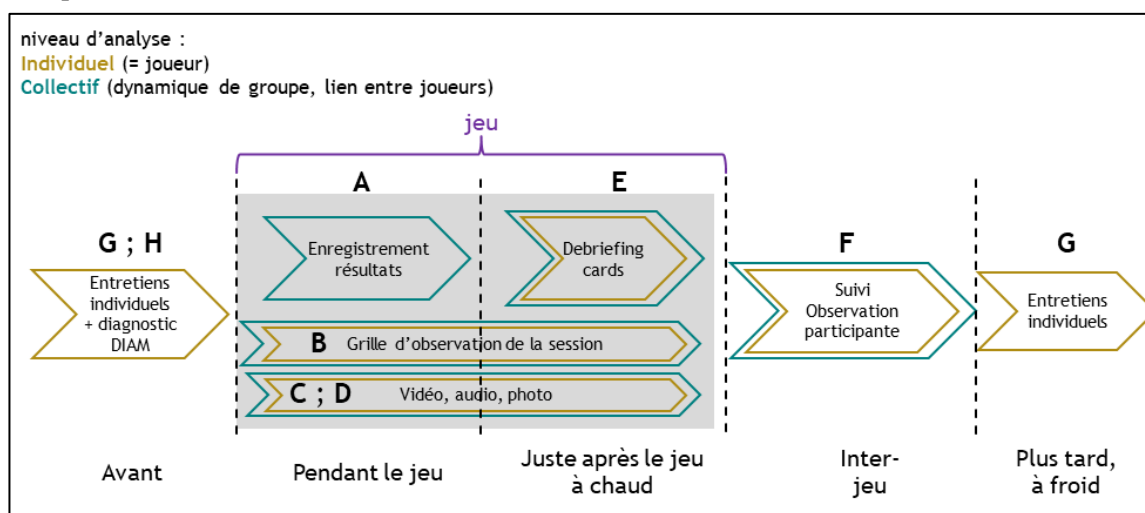 niveau d'analyse :
Individuel (= joueur)
Collectif (dynamique de groupe, lien entre joueurs)
jeu
A
E
G ; H
Entretiens
individuels
+ diagnostic
DIAM
Enregistrement
résultats
Debriefing
cards
F
Suivi
Observation
participante
G
Entretiens
individuels
B Grille d'observation de la session
C ; D Vidéo, audio, photo
Avant
Pendant le jeu
Juste après le jeu
à chaud
Inter-
jeu
Plus tard,
à froid